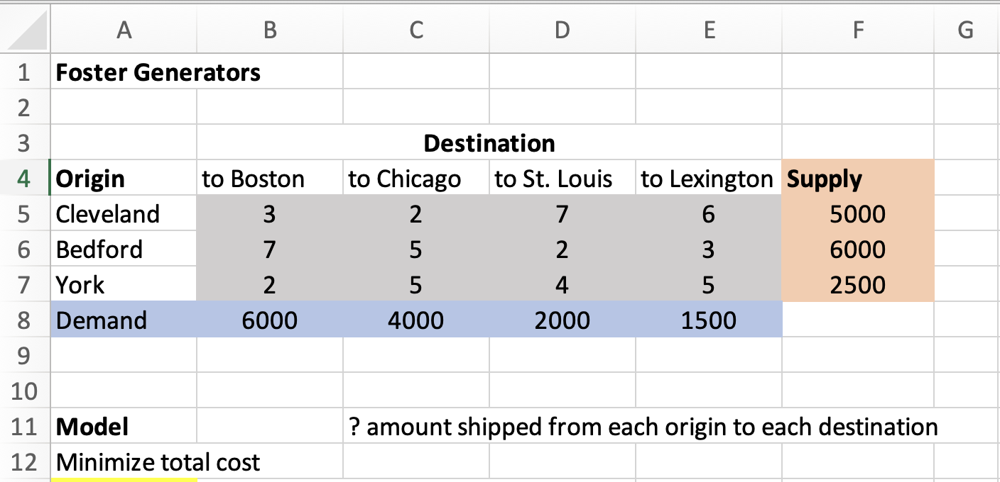 A B C D E F G
1 Foster Generators
2
3 Destination
4 Origin to Boston to Chicago to St. Louis to Lexington Supply
5 Cleveland 3 2 7 6 5000
6 Bedford 7 5 2 3 6000
7 York 2 5 4 5 2500
8 Demand 6000 4000 2000 1500
9
10
11 Model ? amount shipped from each origin to each destination
12 Minimize total cost